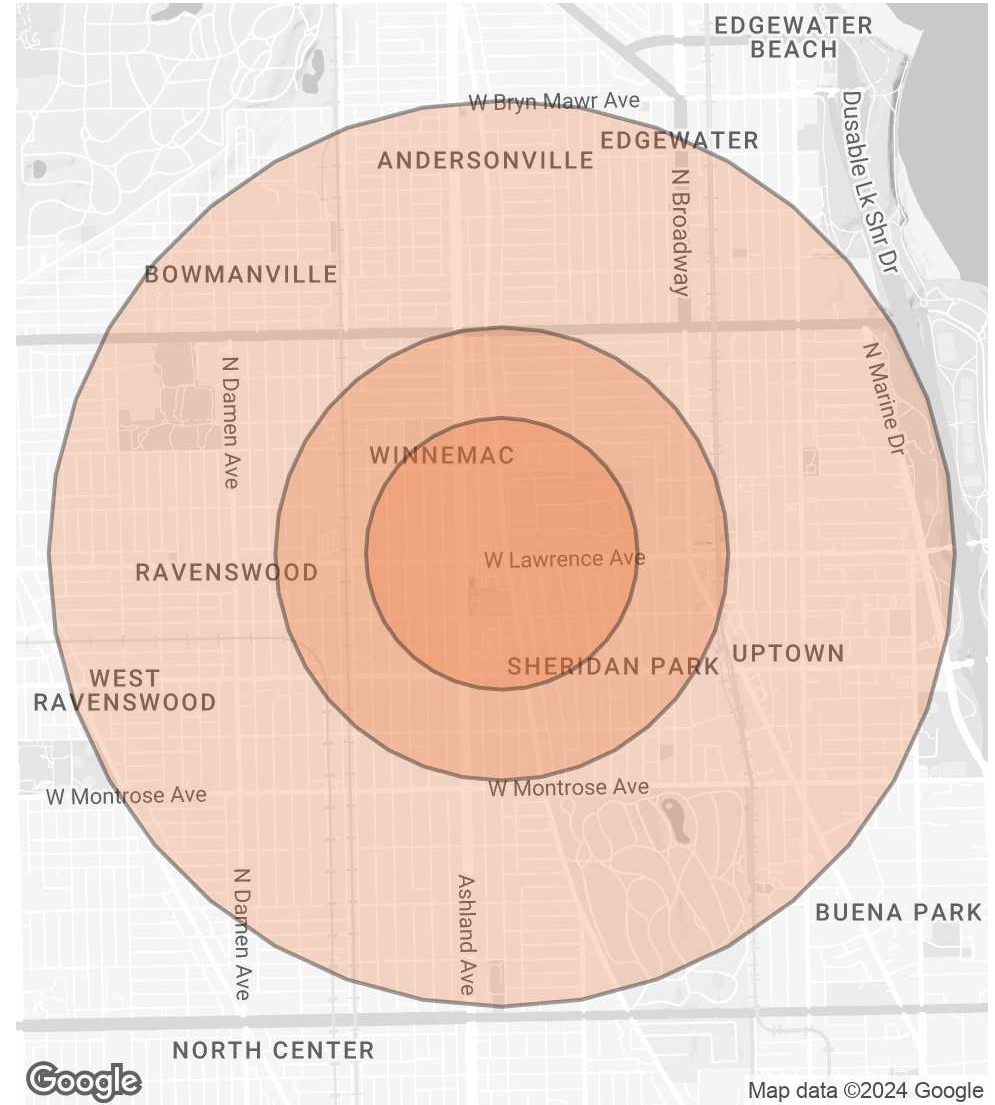 EDGEWATER
BEACH
W Bryn Mawr Ave
Dusable Lk Shr Dr
EDGEWATER
ANDERSONVILLE
N Broadway
BOWMANVILLE
N Damen Ave
N Marine Dr
WINNEMAC
W Lawrence Ave
RAVENSWOOD
SHERIDAN PARK
UPTOWN
WEST
RAVENSWOOD
W Montrose Ave
W Montrose Ave
N Damen Ave
Ashland Ave
BUENA PARK
NORTH CENTER
Google
Map data ©2024 Google